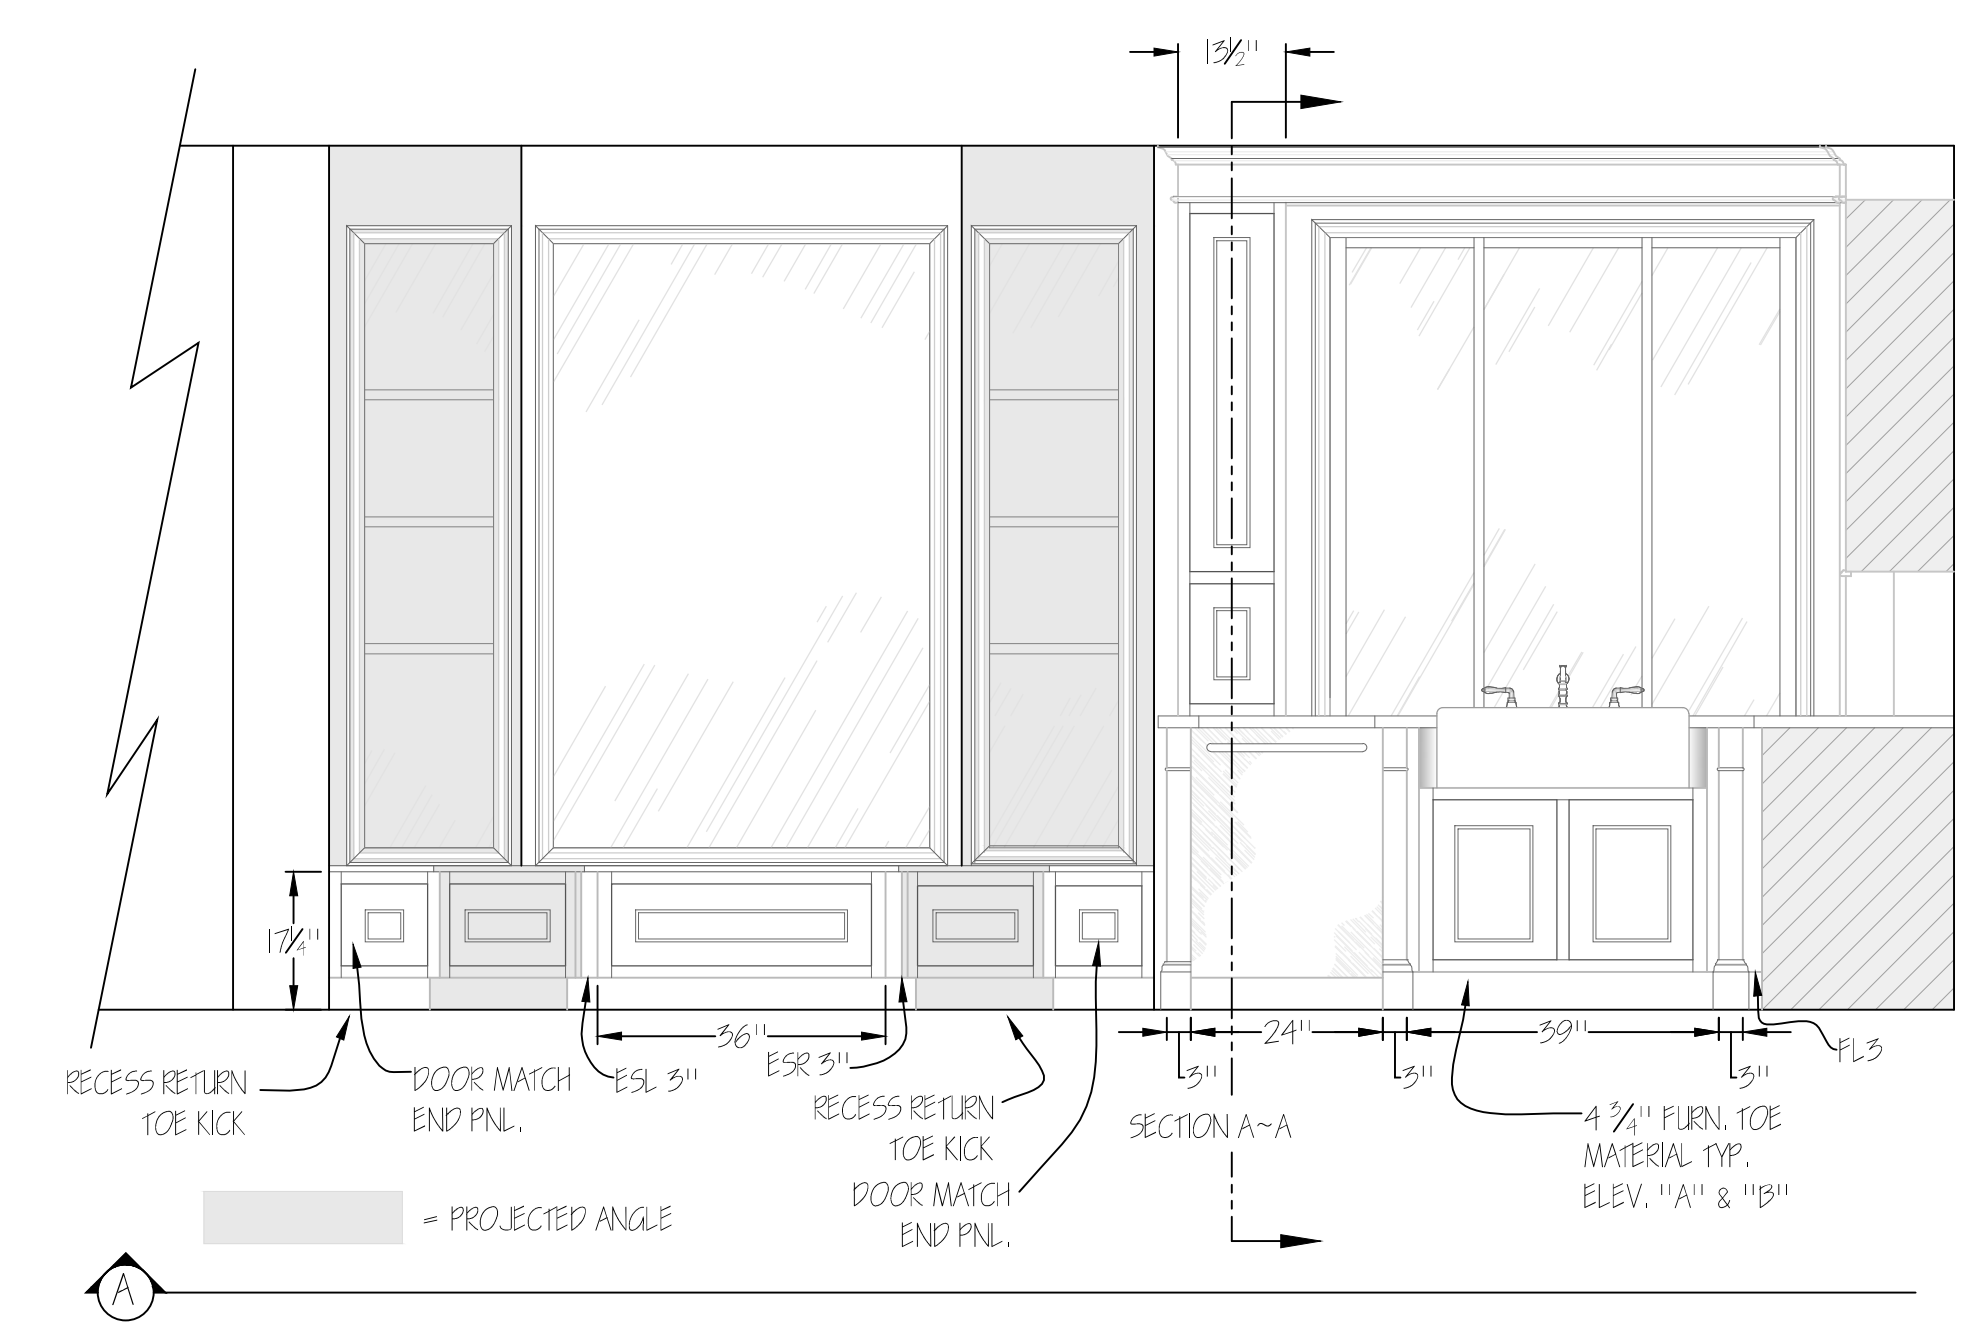 13½"
17¼"
36"
24"
39"
3"
3"
3"
FL3
RECESS RETURN
TOE KICK
DOOR MATCH
END PNL.
ESL 3"
ESR 3"
RECESS RETURN
TOE KICK
DOOR MATCH
END PNL.
SECTION A~A
4 ¾" FURN. TOE
MATERIAL TYP.
ELEV. "A" & "B"
= PROJECTED ANGLE
A